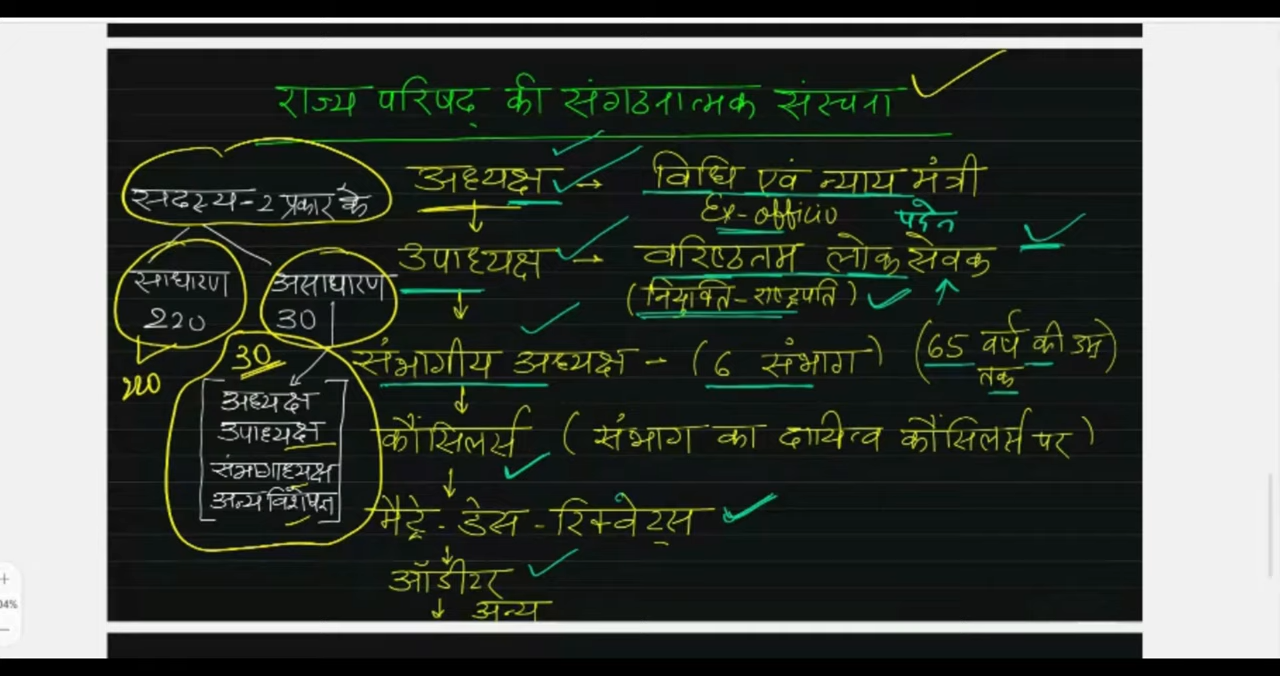 राज्य परिषद् की संगठनात्मक संरचना
सदस्य - 2 प्रकार के
साधारण
220
220
असाधारण
30
30
अध्यक्ष
उपाध्यक्ष
संभागाध्यक्ष
अन्य विशेषज्ञ
अध्यक्ष → विधि एवं न्याय मंत्री
Ex-officio पदेन
उपाध्यक्ष → वरिष्ठतम लोक सेवक
(नियुक्ति - राष्ट्रपति)
संभागीय अध्यक्ष - (6 संभाग) (65 वर्ष की उम्र
तक)
कौंसिलर्स (संभाग का दायित्व कौंसिलर्स पर)
मैट्रे - डेस - रिक्वेट्स
ऑडीटर
अन्य